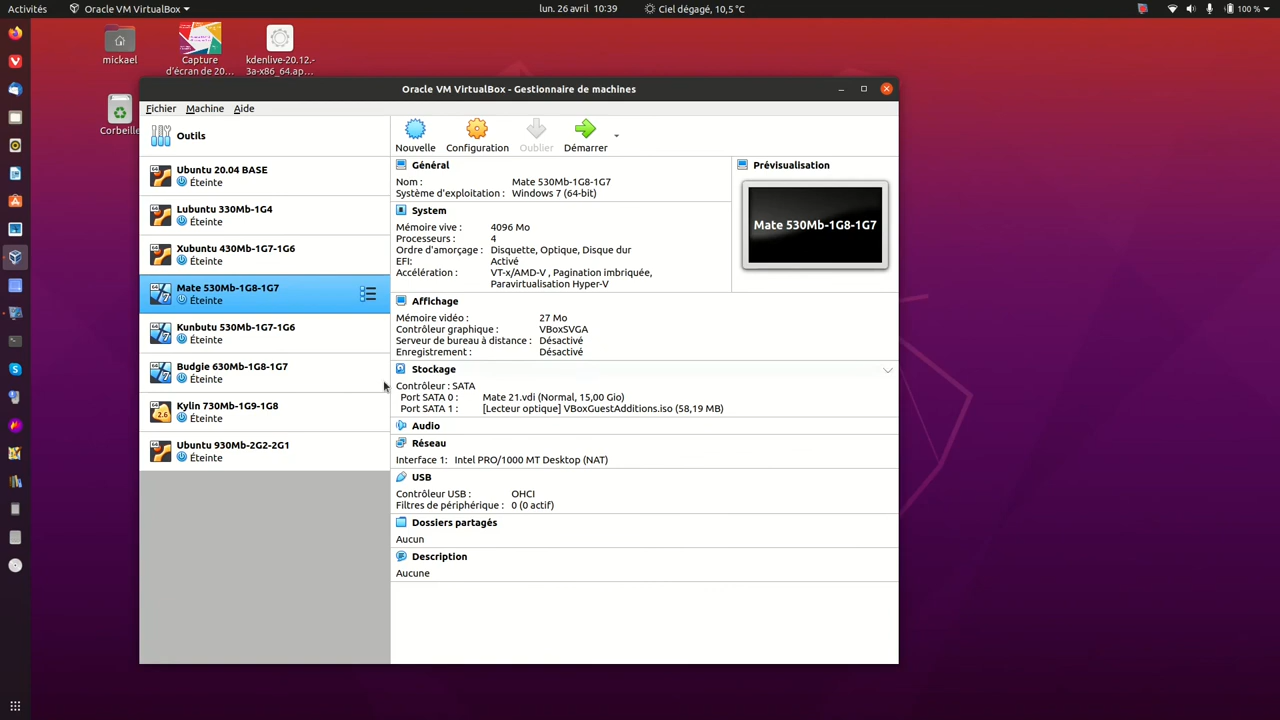 Activités
Oracle VM VirtualBox
lun. 26 avril 10:39
Ciel dégagé, 10,5 °C
100 %
mickael
Capture
d'écran de 20...
kdenlive-20.12.-
3a-x86_64.ap...
Corbeille
Oracle VM VirtualBox - Gestionnaire de machines
Fichier Machine Aide
Outils
Nouvelle
Configuration
Oublier
Démarrer
Ubuntu 20.04 BASE
Éteinte
Lubuntu 330Mb-1G4
Éteinte
Xubuntu 430Mb-1G7-1G6
Éteinte
Mate 530Mb-1G8-1G7
Éteinte
Kunbutu 530Mb-1G7-1G6
Éteinte
Budgie 630Mb-1G8-1G7
Éteinte
Kylin 730Mb-1G9-1G8
Éteinte
Ubuntu 930Mb-2G2-2G1
Éteinte
Général
Nom : Mate 530Mb-1G8-1G7
Système d'exploitation : Windows 7 (64-bit)
System
Mémoire vive : 4096 Mo
Processeurs : 4
Ordre d'amorçage : Disquette, Optique, Disque dur
EFI: Activé
Accélération : VT-x/AMD-V , Pagination imbriquée,
Paravirtualisation Hyper-V
Prévisualisation
Mate 530Mb-1G8-1G7
Affichage
Mémoire vidéo : 27 Mo
Contrôleur graphique : VBoxSVGA
Serveur de bureau à distance : Désactivé
Enregistrement : Désactivé
Stockage
Contrôleur : SATA
Port SATA 0 : Mate 21.vdi (Normal, 15,00 Gio)
Port SATA 1 : [Lecteur optique] VBoxGuestAdditions.iso (58,19 MB)
Audio
Réseau
Interface 1: Intel PRO/1000 MT Desktop (NAT)
USB
Contrôleur USB : OHCI
Filtres de périphérique : 0 (0 actif)
Dossiers partagés
Aucun
Description
Aucune